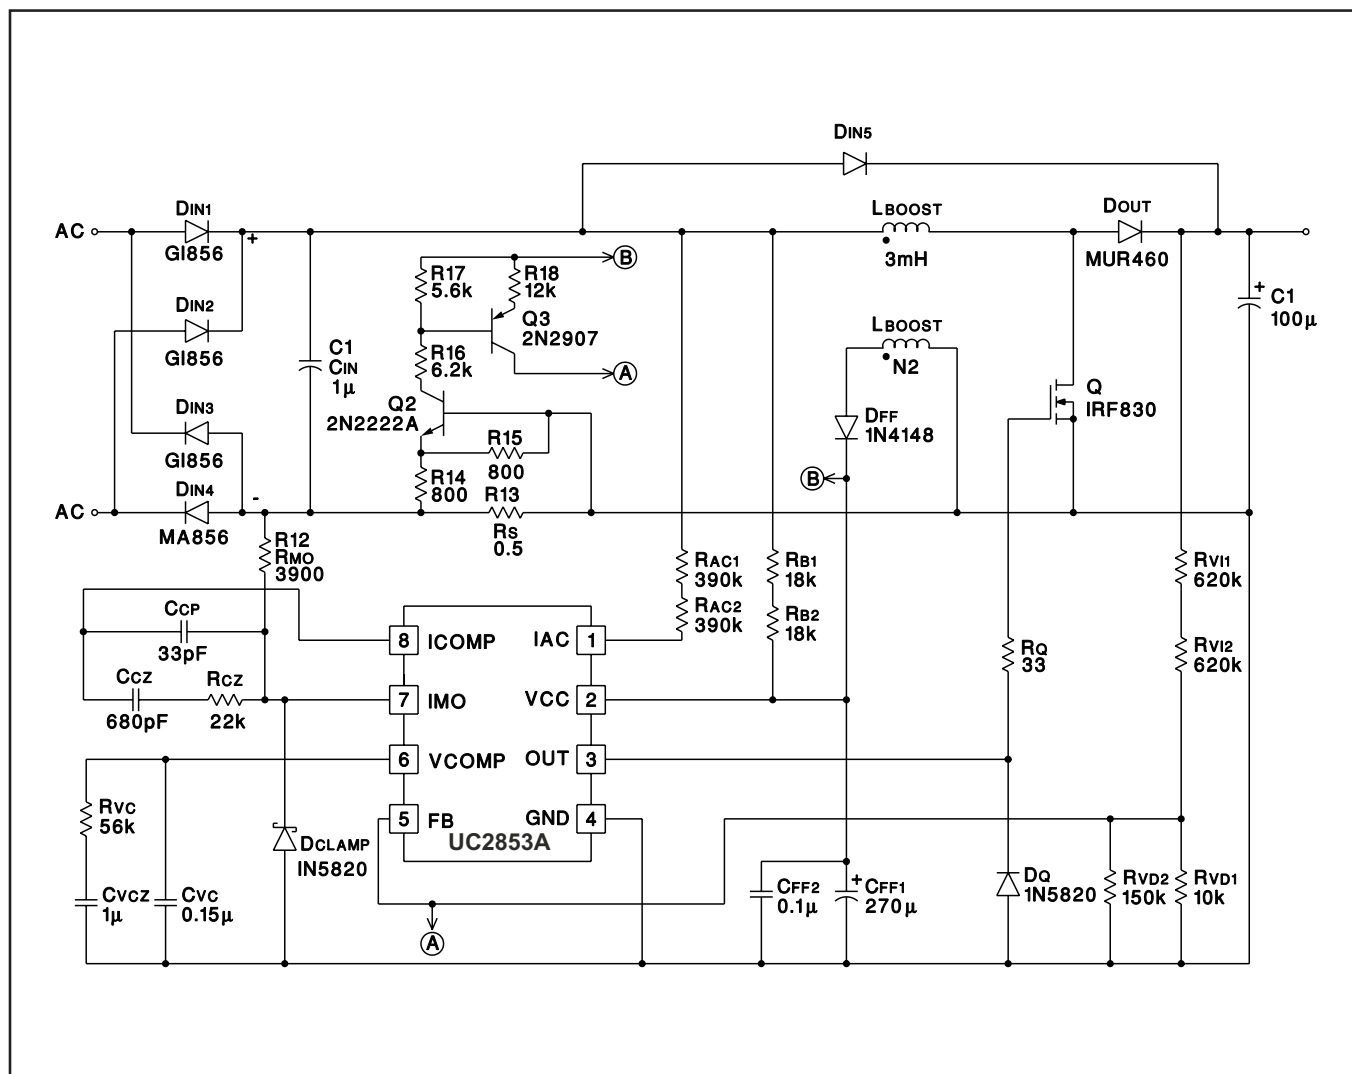 DIN5
DIN1
AC
GI856
+
LBOOST
3mH
DOUT
MUR460
DIN2
GI856
R17
5.6k
R18
12k
B
Q3
2N2907
C1
CIN
1μ
R16
6.2k
A
LBOOST
N2
+
C1
100μ
DIN3
GI856
Q2
2N2222A
R15
800
DFF
1N4148
Q
IRF830
DIN4
AC
MA856
-
R14
800
R13
RS
0.5
B
R12
RMO
3900
RAC1
390k
RAC2
390k
RB1
18k
RB2
18k
RVI1
620k
RVI2
620k
CCP
33pF
CCZ
680pF
RCZ
22k
8 ICOMP
IAC 1
7 IMO
VCC 2
6 VCOMP
OUT 3
5 FB
GND 4
UC2853A
RQ
33
RVC
56k
DCLAMP
IN5820
CVCZ
1μ
CVC
0.15μ
A
CFF2
0.1μ
+
CFF1
270μ
DQ
1N5820
RVD2
150k
RVD1
10k